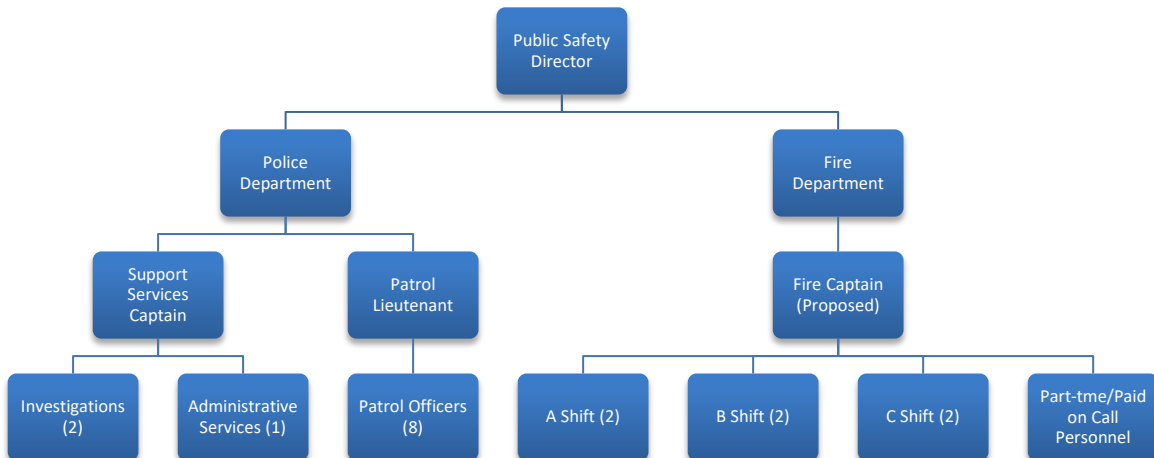 Public Safety
Director
Police
Department
Fire
Department
Support
Services
Captain
Patrol
Lieutenant
Fire Captain
(Proposed)
Investigations
(2)
Administrative
Services (1)
Patrol Officers
(8)
A Shift (2)
B Shift (2)
C Shift (2)
Part-tme/Paid
on Call
Personnel